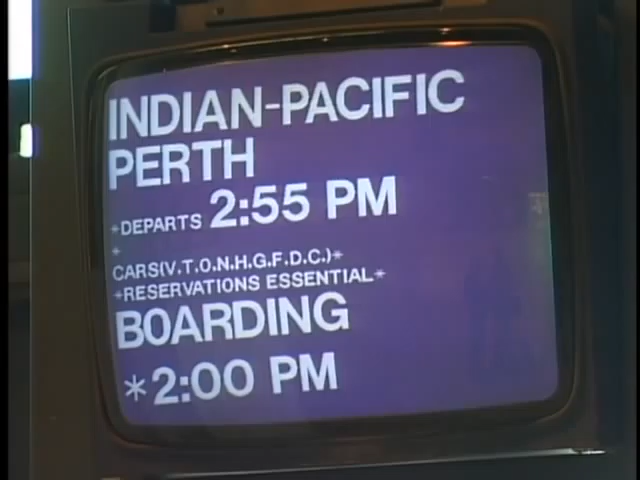 INDIAN-PACIFIC
PERTH
*DEPARTS 2:55 PM
*
CARS(V.T.O.N.H.G.F.D.C.)*
*RESERVATIONS ESSENTIAL*
BOARDING
*2:00 PM